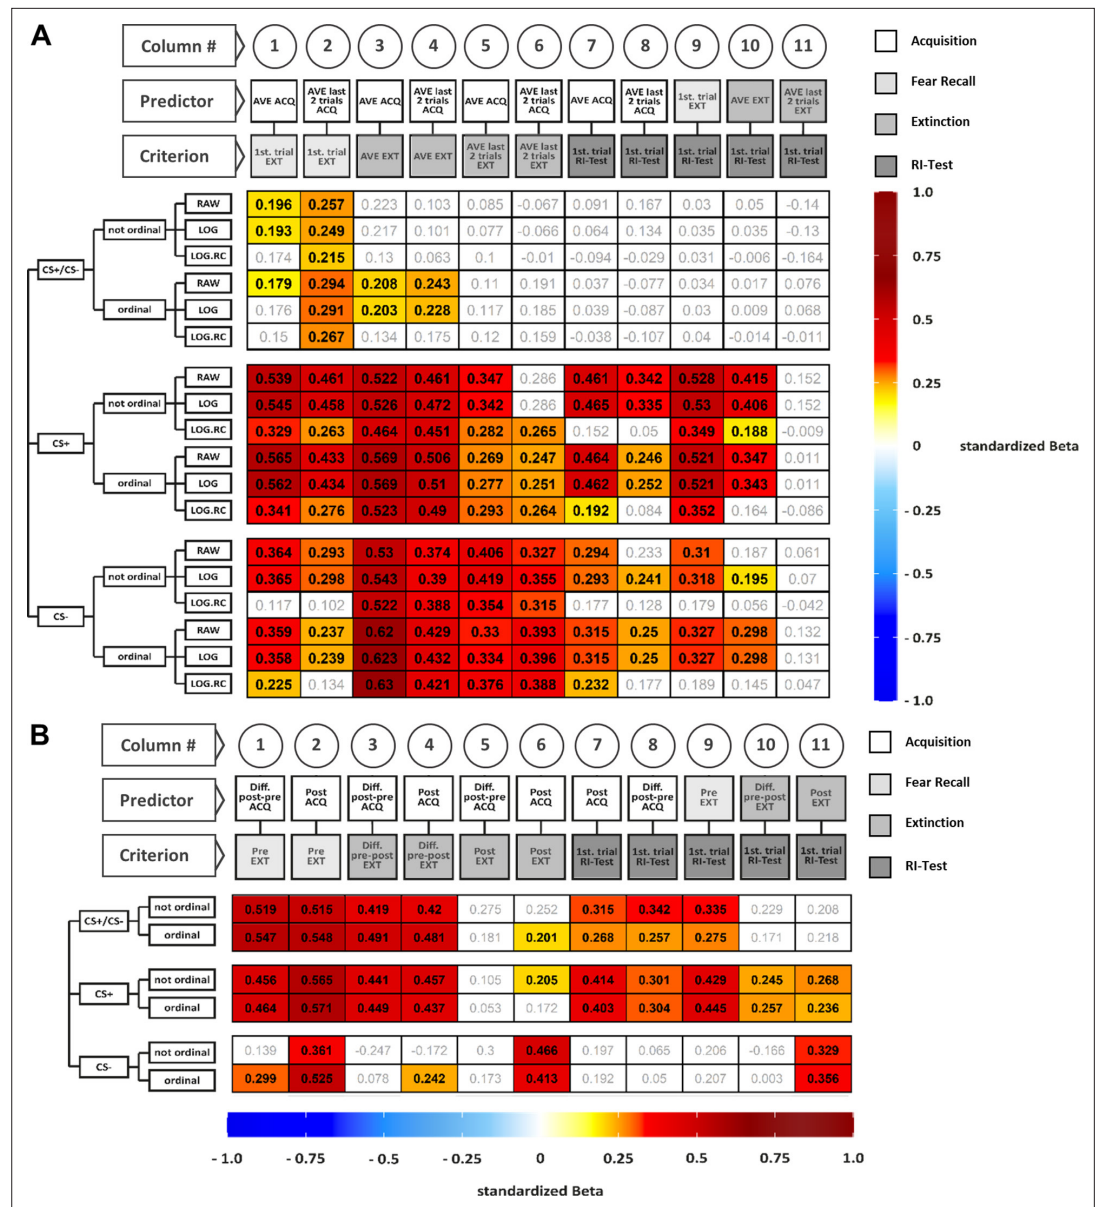 A
Column # 1 2 3 4 5 6 7 8 9 10 11
Predictor AVE ACQ AVE last 2 trials ACQ AVE ACQ AVE last 2 trials ACQ AVE ACQ AVE last 2 trials ACQ AVE ACQ AVE last 2 trials ACQ 1st. trial EXT AVE EXT AVE last 2 trials EXT
Criterion 1st. trial EXT 1st. trial EXT AVE EXT AVE EXT AVE last 2 trials EXT AVE last 2 trials EXT 1st. trial RI-Test 1st. trial RI-Test 1st. trial RI-Test 1st. trial RI-Test 1st. trial RI-Test
Acquisition
Fear Recall
Extinction
RI-Test
CS+/CS-
not ordinal
RAW 0.196 0.257 0.223 0.103 0.085 -0.067 0.091 0.167 0.03 0.05 -0.14
LOG 0.193 0.249 0.217 0.101 0.077 -0.066 0.064 0.134 0.035 0.035 -0.13
LOG.RC 0.174 0.215 0.13 0.063 0.1 -0.01 -0.094 -0.029 0.031 -0.006 -0.164
ordinal
RAW 0.179 0.294 0.208 0.243 0.11 0.191 0.037 -0.077 0.034 0.017 0.076
LOG 0.176 0.291 0.203 0.228 0.117 0.185 0.039 -0.087 0.03 0.009 0.068
LOG.RC 0.15 0.267 0.134 0.175 0.12 0.159 -0.038 -0.107 0.04 -0.014 -0.011
CS+
not ordinal
RAW 0.539 0.461 0.522 0.461 0.347 0.286 0.461 0.342 0.528 0.415 0.152
LOG 0.545 0.458 0.526 0.472 0.342 0.286 0.465 0.335 0.53 0.406 0.152
LOG.RC 0.329 0.263 0.464 0.451 0.282 0.265 0.152 0.05 0.349 0.188 -0.009
ordinal
RAW 0.565 0.433 0.569 0.506 0.269 0.247 0.464 0.246 0.521 0.347 0.011
LOG 0.562 0.434 0.569 0.51 0.277 0.251 0.462 0.252 0.521 0.343 0.011
LOG.RC 0.341 0.276 0.523 0.49 0.293 0.264 0.192 0.084 0.352 0.164 -0.086
CS-
not ordinal
RAW 0.364 0.293 0.53 0.374 0.406 0.327 0.294 0.233 0.31 0.187 0.061
LOG 0.365 0.298 0.543 0.39 0.419 0.355 0.293 0.241 0.318 0.195 0.07
LOG.RC 0.117 0.102 0.522 0.388 0.354 0.315 0.177 0.128 0.179 0.056 -0.042
ordinal
RAW 0.359 0.237 0.62 0.429 0.33 0.393 0.315 0.25 0.327 0.298 0.132
LOG 0.358 0.239 0.623 0.432 0.334 0.396 0.315 0.25 0.327 0.298 0.131
LOG.RC 0.225 0.134 0.63 0.421 0.376 0.388 0.232 0.177 0.189 0.145 0.047
1.0
0.75
0.50
0.25
0
- 0.25
- 0.5
- 0.75
- 1.0
standardized Beta
B
Column # 1 2 3 4 5 6 7 8 9 10 11
Predictor Diff. post-pre ACQ Post ACQ Diff. post-pre ACQ Post ACQ Diff. post-pre ACQ Post ACQ Post ACQ Diff. post-pre ACQ Pre EXT Diff. pre-post EXT Post EXT
Criterion Pre EXT Pre EXT Diff. pre-post EXT Diff. pre-post EXT Post EXT Post EXT 1st. trial RI-Test 1st. trial RI-Test 1st. trial RI-Test 1st. trial RI-Test 1st. trial RI-Test
Acquisition
Fear Recall
Extinction
RI-Test
CS+/CS-
not ordinal 0.519 0.515 0.419 0.42 0.275 0.252 0.315 0.342 0.335 0.229 0.208
ordinal 0.547 0.548 0.491 0.481 0.181 0.201 0.268 0.257 0.275 0.171 0.218
CS+
not ordinal 0.456 0.565 0.441 0.457 0.105 0.205 0.414 0.301 0.429 0.245 0.268
ordinal 0.464 0.571 0.449 0.437 0.053 0.172 0.403 0.304 0.445 0.257 0.236
CS-
not ordinal 0.139 0.361 -0.247 -0.172 0.3 0.466 0.197 0.065 0.206 -0.166 0.329
ordinal 0.299 0.525 0.078 0.242 0.173 0.413 0.192 0.05 0.207 0.003 0.356
- 1.0 - 0.75 - 0.5 - 0.25 0 0.25 0.5 0.75 1.0
standardized Beta